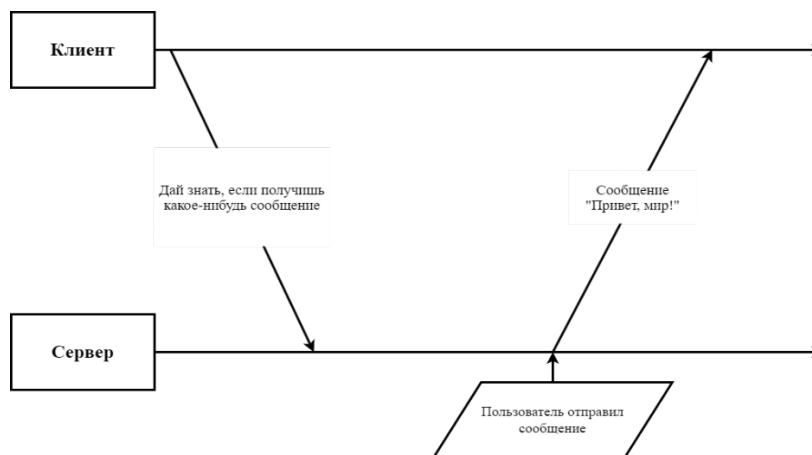 Клиент
Дай знать, если получишь
какое-нибудь сообщение
Сообщение
"Привет, мир!"
Сервер
Пользователь отправил
сообщение